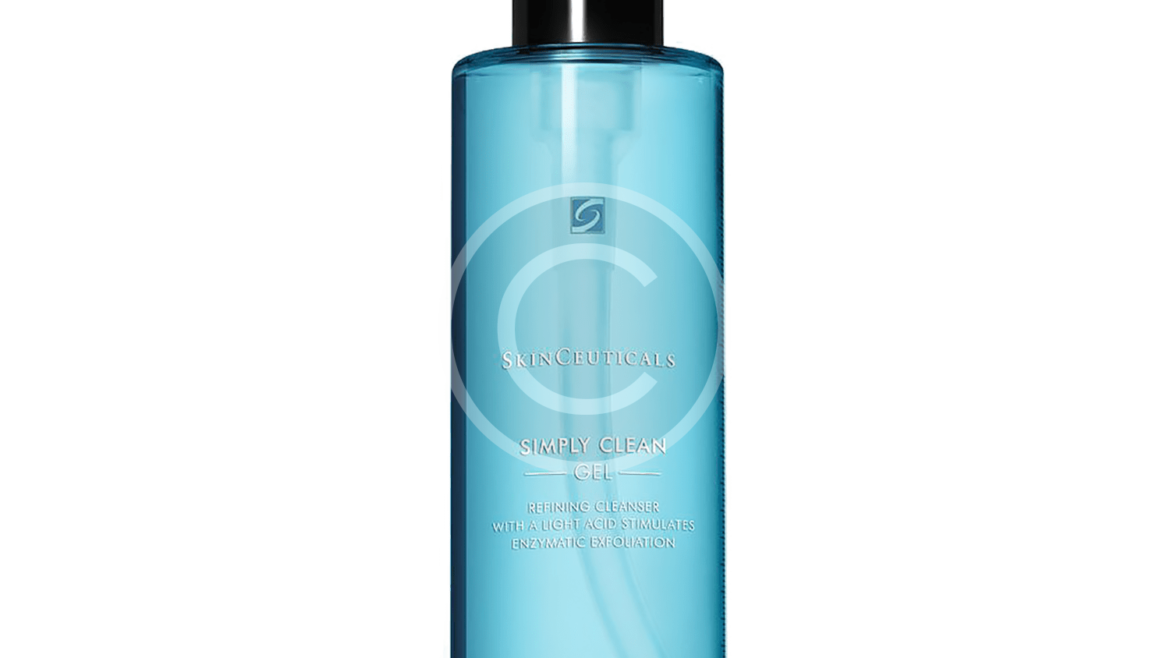 SKINCEUTICALS
SIMPLY CLEAN
GEL
REFINING CLEANSER
WITH A LIGHT ACID STIMULATES
ENZYMATIC EXFOLIATION